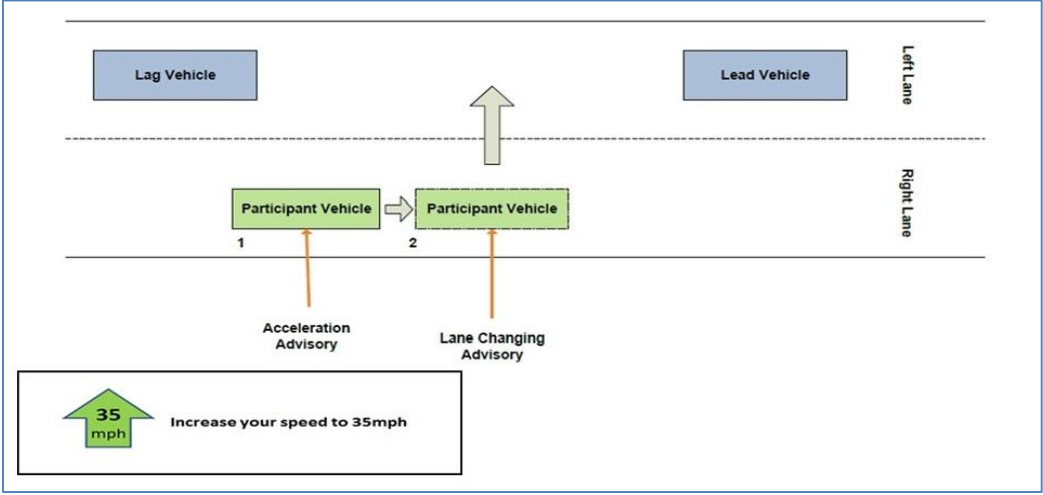 Lag Vehicle
Lead Vehicle
Left Lane
Participant Vehicle
Participant Vehicle
Right Lane
1
2
Acceleration
Advisory
Lane Changing
Advisory
35
mph
Increase your speed to 35mph